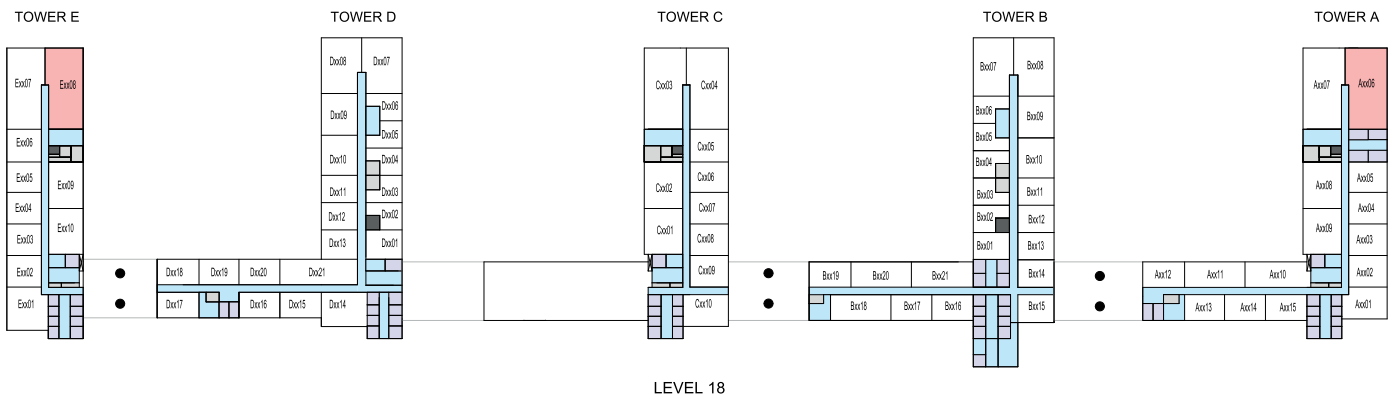 TOWER E
TOWER D
TOWER C
TOWER B
TOWER A
Exx07
Exx08
Exx06
Exx05
Exx09
Exx04
Exx10
Exx03
Exx02
Exx01
Dxx08
Dxx07
Dxx06
Dxx09
Dxx05
Dxx10
Dxx04
Dxx11
Dxx03
Dxx12
Dxx02
Dxx13
Dxx01
Dxx18
Dxx19
Dxx20
Dxx21
Dxx17
Dxx16
Dxx15
Dxx14
Cxx03
Cxx04
Cxx05
Cxx06
Cxx02
Cxx07
Cxx01
Cxx08
Cxx09
Cxx10
Bxx07
Bxx08
Bxx06
Bxx09
Bxx05
Bxx04
Bxx10
Bxx03
Bxx11
Bxx02
Bxx12
Bxx01
Bxx13
Bxx19
Bxx20
Bxx21
Bxx14
Bxx18
Bxx17
Bxx16
Bxx15
Axx07
Axx06
Axx05
Axx08
Axx04
Axx09
Axx03
Axx12
Axx11
Axx10
Axx02
Axx13
Axx14
Axx15
Axx01
LEVEL 18